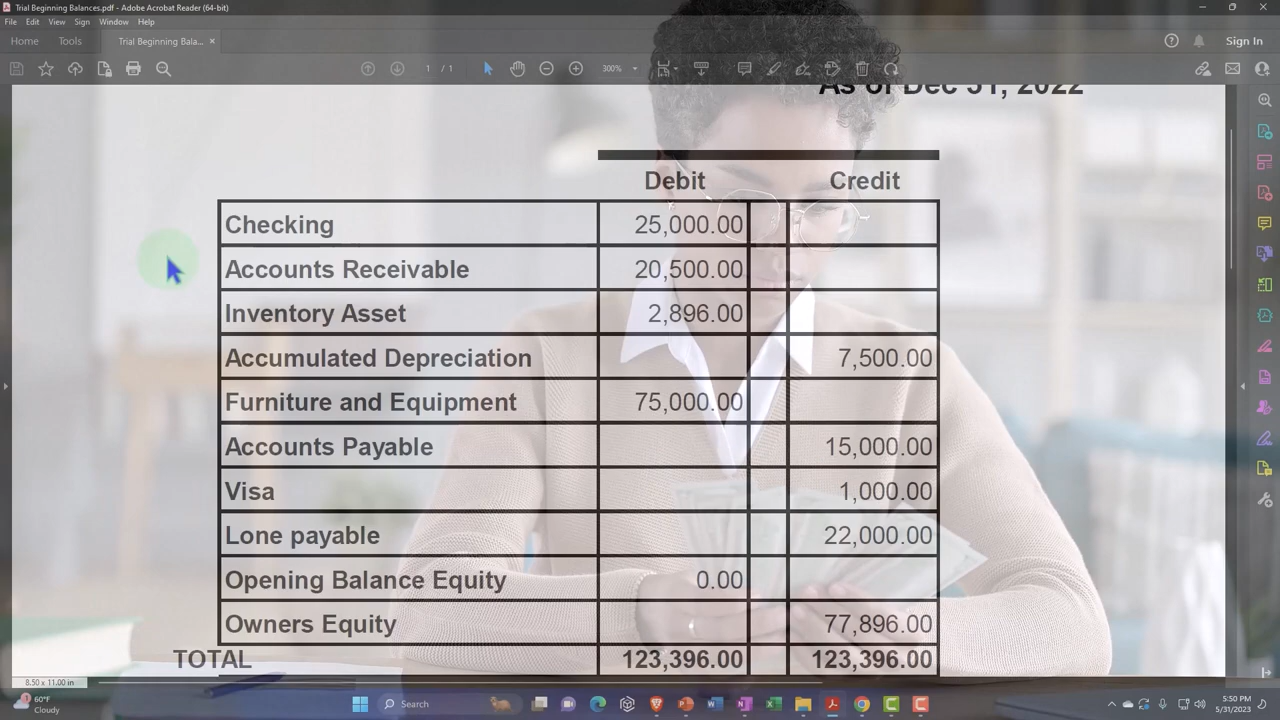 Trial Beginning Balances.pdf - Adobe Acrobat Reader (64-bit)
File Edit View Sign Window Help
Home Tools Trial Beginning Bala... × Sign In
1 / 1 300%
As of Dec 31, 2022
Debit Credit
Checking 25,000.00
Accounts Receivable 20,500.00
Inventory Asset 2,896.00
Accumulated Depreciation 7,500.00
Furniture and Equipment 75,000.00
Accounts Payable 15,000.00
Visa 1,000.00
Lone payable 22,000.00
Opening Balance Equity 0.00
Owners Equity 77,896.00
TOTAL 123,396.00 123,396.00
8.50 x 11.00 in
60°F
Cloudy
Search
5:50 PM
5/31/2023